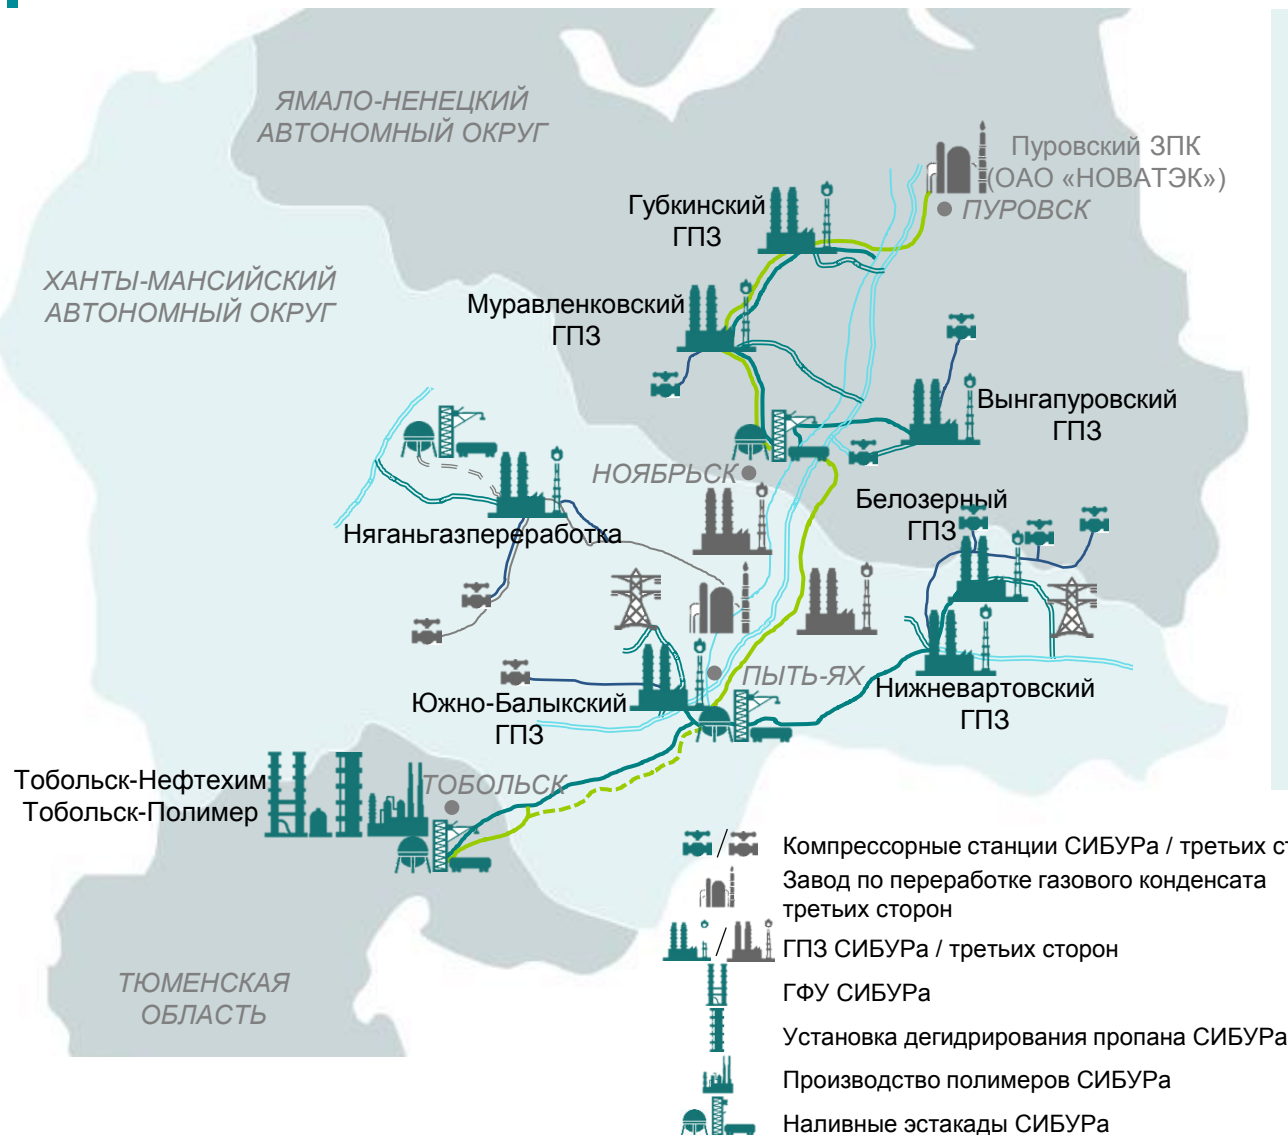 ЯМАЛО-НЕНЕЦКИЙ
АВТОНОМНЫЙ ОКРУГ
Пуровский ЗПК
(ОАО «НОВАТЭК»)
ПУРОВСК
Губкинский
ГПЗ
ХАНТЫ-МАНСИЙСКИЙ
АВТОНОМНЫЙ ОКРУГ
Муравленковский
ГПЗ
Вынгапуровский
ГПЗ
НОЯБРЬСК
Белозерный
ГПЗ
Няганьгазпереработка
ПЫТЬ-ЯХ
Южно-Балыкский
ГПЗ
Нижневартовский
ГПЗ
Тобольск-Нефтехим
Тобольск-Полимер
ТОБОЛЬСК
ТЮМЕНСКАЯ
ОБЛАСТЬ
/ Компрессорные станции СИБУРа / третьих ст
Завод по переработке газового конденсата
третьих сторон
/ ГПЗ СИБУРа / третьих сторон
ГФУ СИБУРа
Установка дегидрирования пропана СИБУРа
Производство полимеров СИБУРа
Наливные эстакады СИБУРа